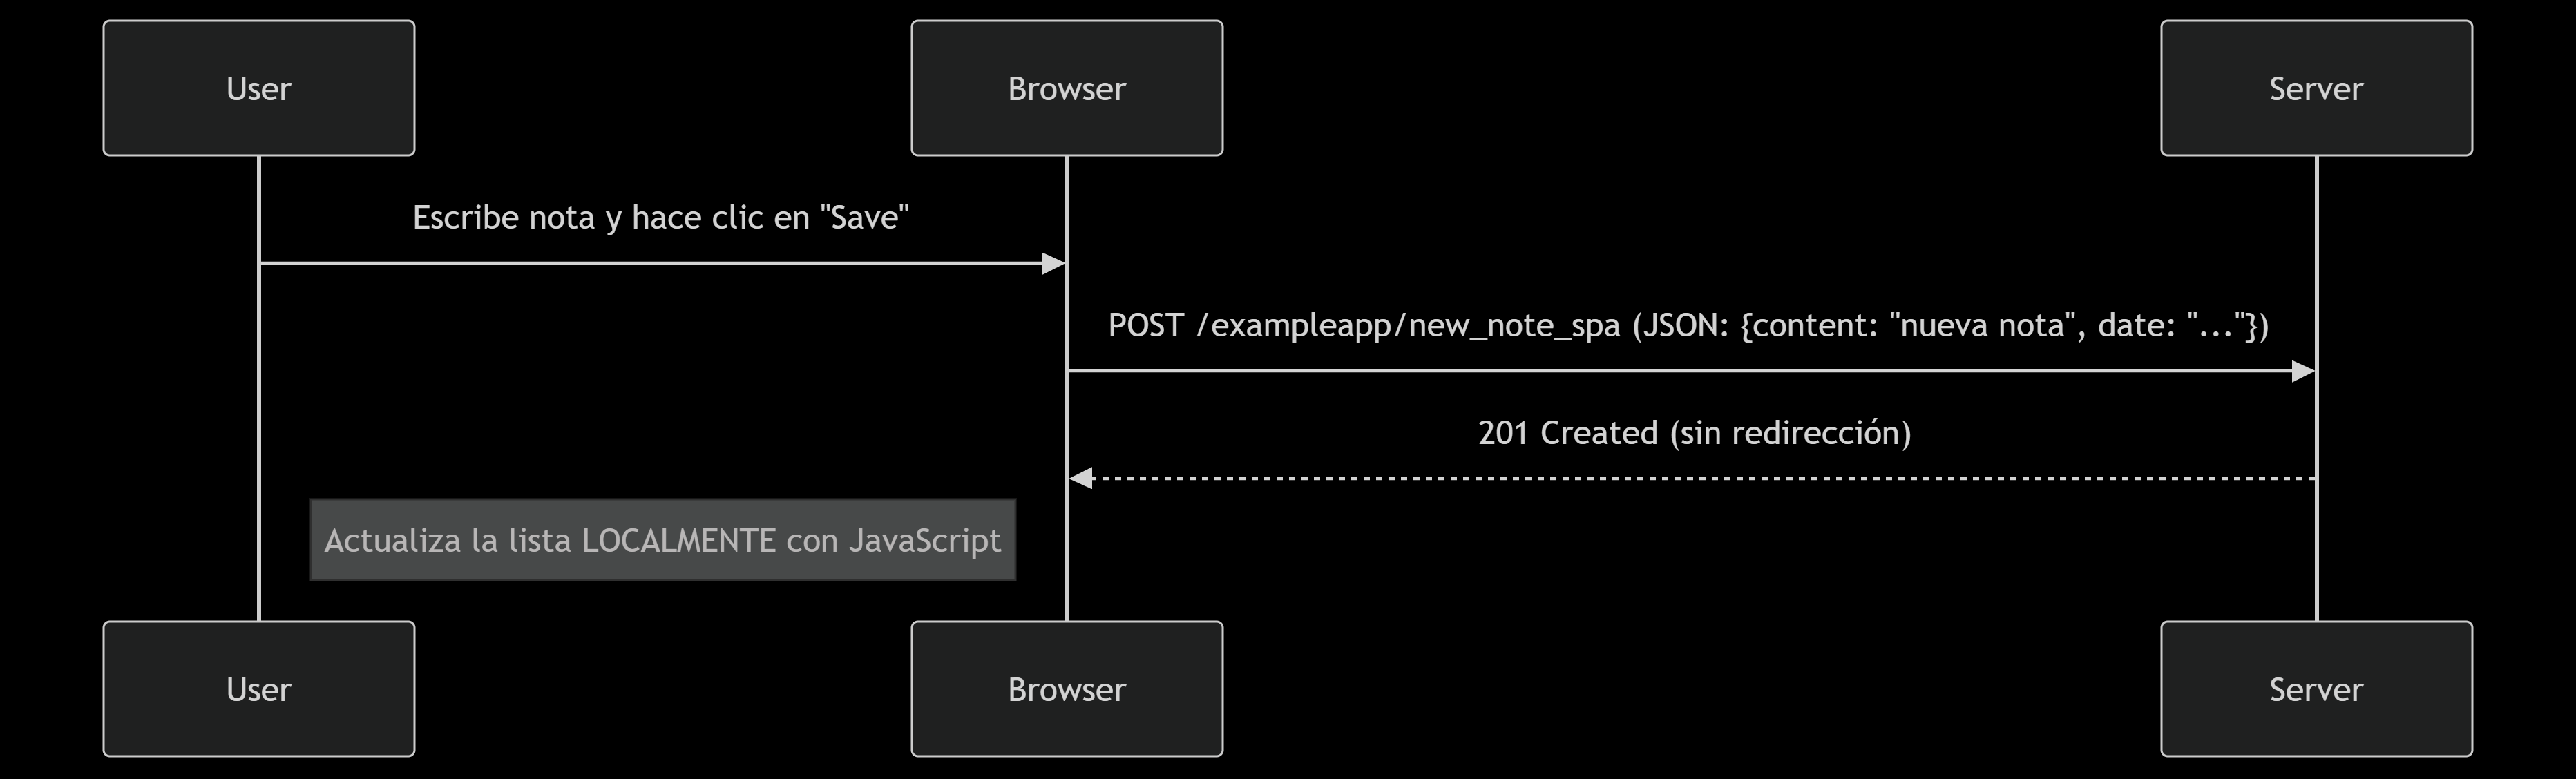 User
Browser
Server
Escribe nota y hace clic en "Save"
POST /exampleapp/new_note_spa (JSON: {content: "nueva nota", date: "..."})
201 Created (sin redirección)
Actualiza la lista LOCALMENTE con JavaScript
User
Browser
Server